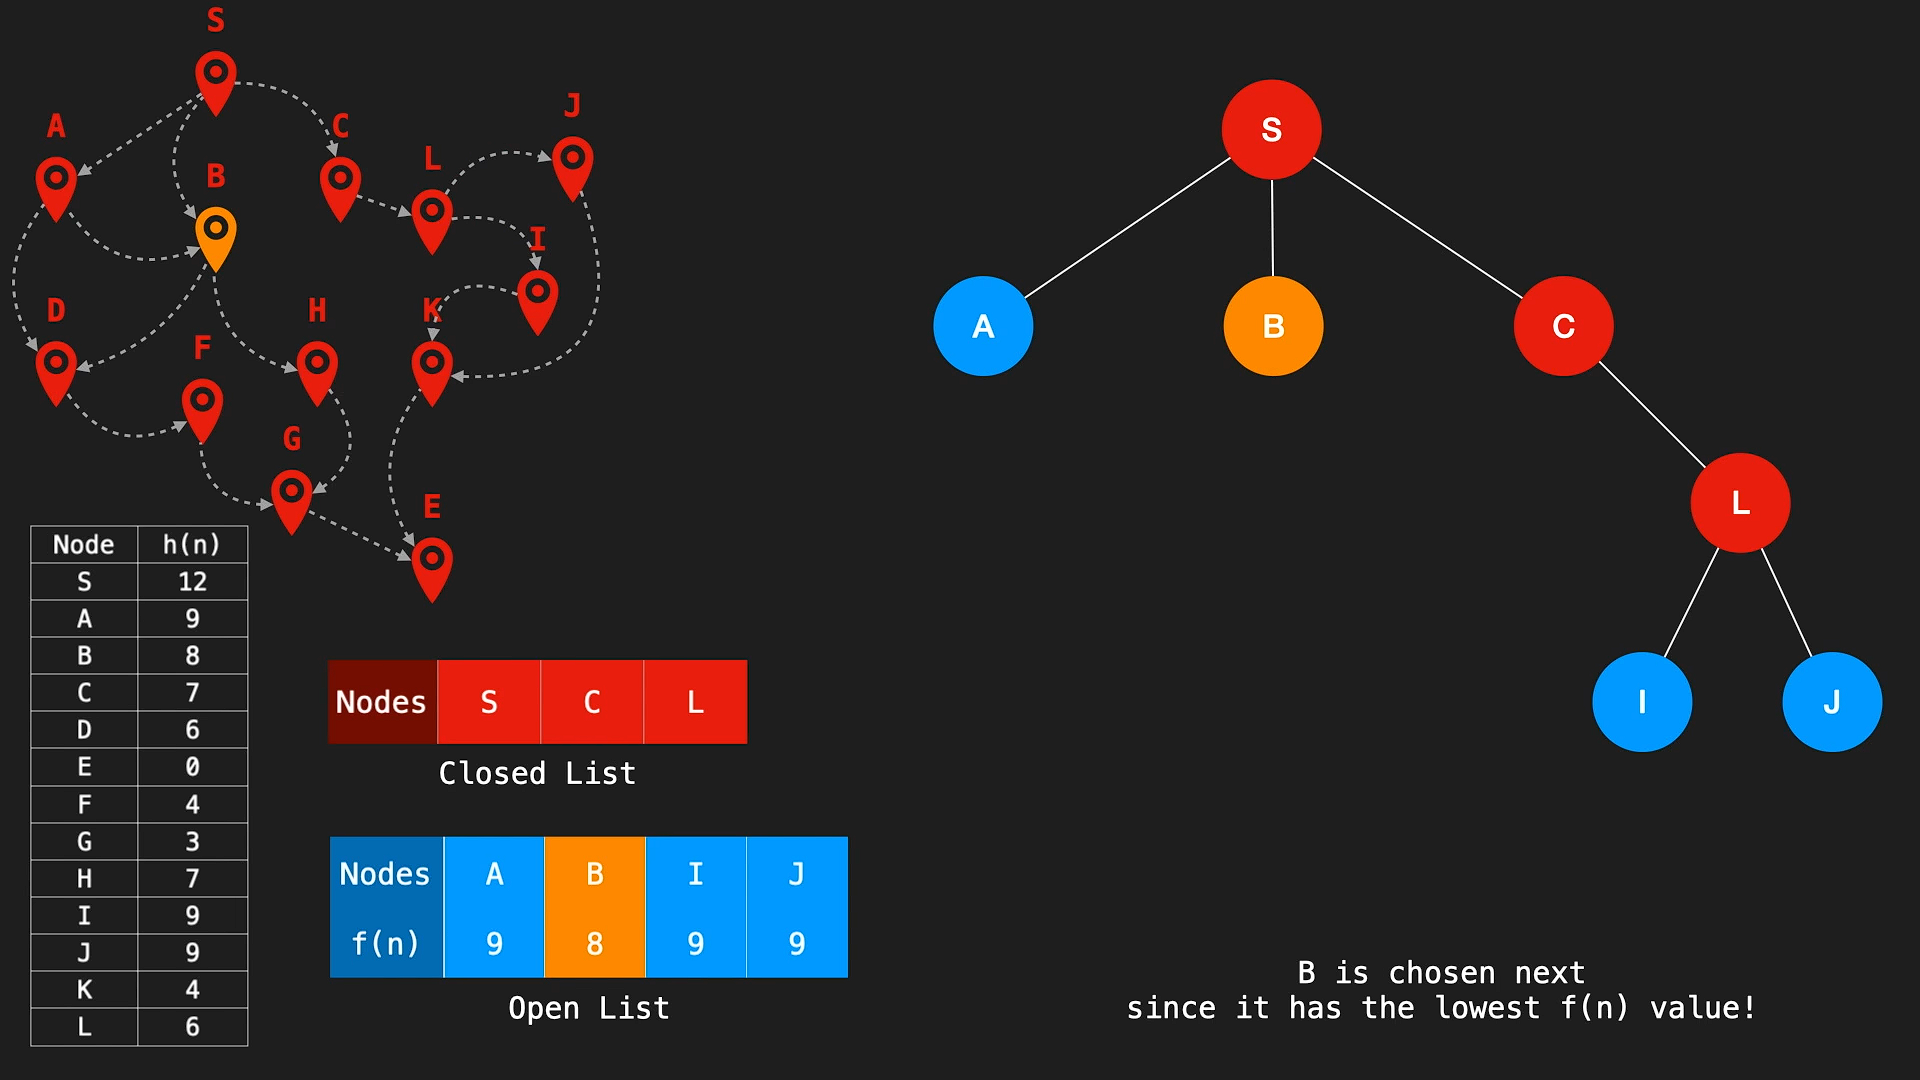 S
A
B
C
L
J
I
D
H
K
F
G
E
Node h(n)
S 12
A 9
B 8
C 7
D 6
E 0
F 4
G 3
H 7
I 9
J 9
K 4
L 6
Nodes S C L
Closed List
Nodes A B I J
f(n) 9 8 9 9
Open List
S
A B C
L
I J
B is chosen next
since it has the lowest f(n) value!